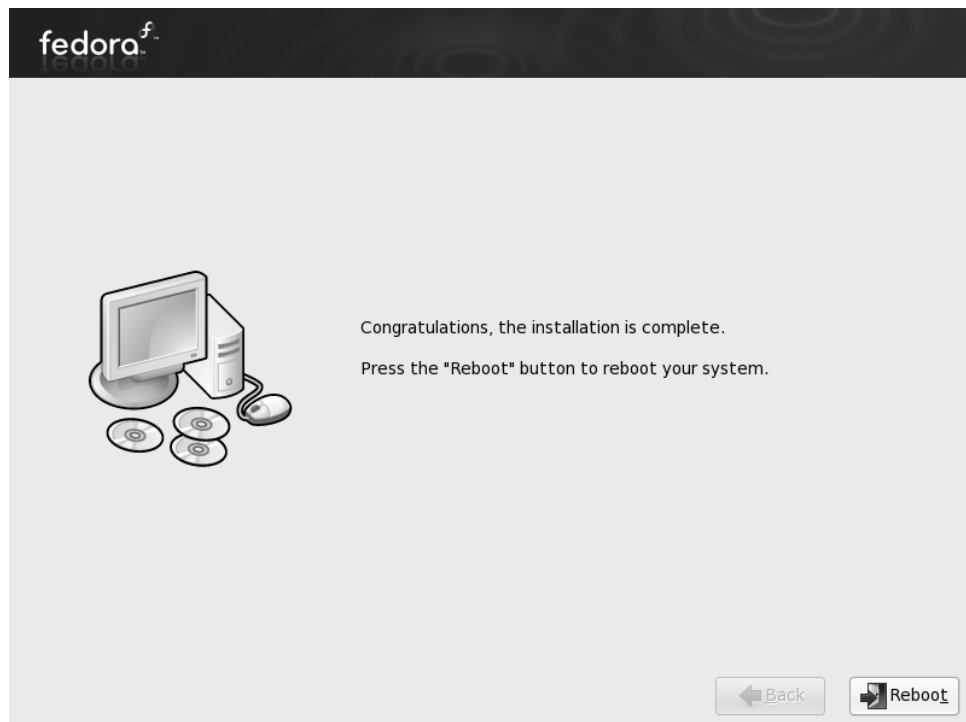 fedora
Congratulations, the installation is complete.
Press the "Reboot" button to reboot your system.
Back
Reboot